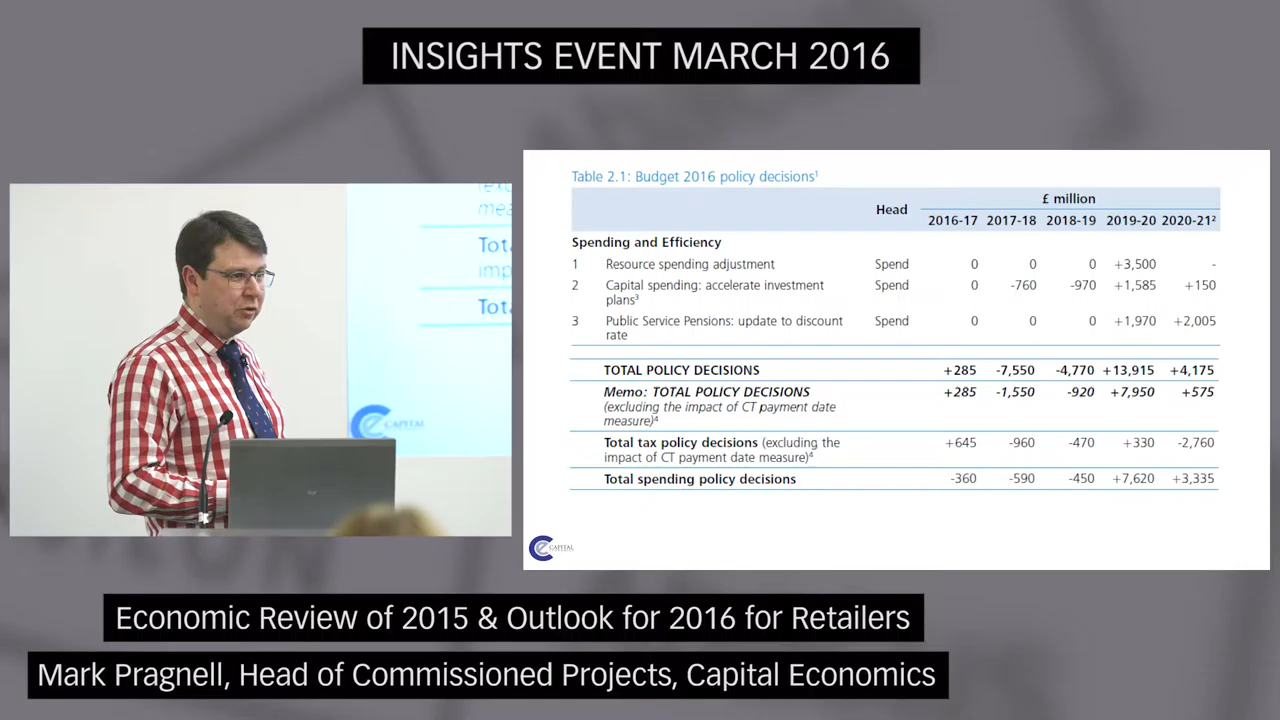 INSIGHTS EVENT MARCH 2016
(exc
mea
Tota
imp
Tota
CAPITAL
Table 2.1: Budget 2016 policy decisions¹
£ million
Head
2016-17 2017-18 2018-19 2019-20 2020-21²
Spending and Efficiency
1 Resource spending adjustment Spend 0 0 0 +3,500 -
2 Capital spending: accelerate investment Spend 0 -760 -970 +1,585 +150
plans³
3 Public Service Pensions: update to discount Spend 0 0 0 +1,970 +2,005
rate
TOTAL POLICY DECISIONS +285 -7,550 -4,770 +13,915 +4,175
Memo: TOTAL POLICY DECISIONS +285 -1,550 -920 +7,950 +575
(excluding the impact of CT payment date
measure)⁴
Total tax policy decisions (excluding the +645 -960 -470 +330 -2,760
impact of CT payment date measure)⁴
Total spending policy decisions -360 -590 -450 +7,620 +3,335
CAPITAL
Economic Review of 2015 & Outlook for 2016 for Retailers
Mark Pragnell, Head of Commissioned Projects, Capital Economics